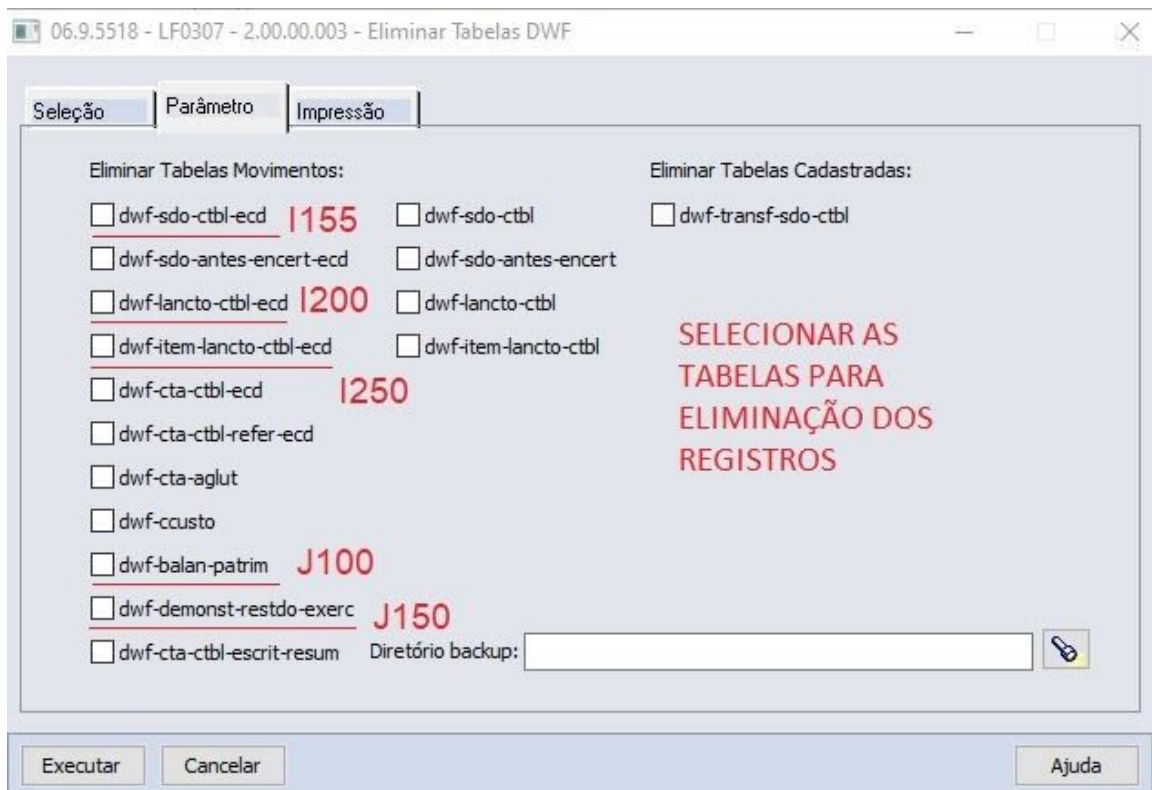 06.9.5518 - LF0307 - 2.00.00.003 - Eliminar Tabelas DWF
Seleção Parâmetro Impressão
Eliminar Tabelas Movimentos: Eliminar Tabelas Cadastradas:
dwf-sdo-ctbl-ecd I155 dwf-sdo-ctbl dwf-transf-sdo-ctbl
dwf-sdo-antes-encert-ecd dwf-sdo-antes-encert
dwf-lancto-ctbl-ecd I200 dwf-lancto-ctbl
dwf-item-lancto-ctbl-ecd dwf-item-lancto-ctbl
dwf-cta-ctbl-ecd I250
dwf-cta-ctbl-refer-ecd
dwf-cta-aglut
dwf-ccusto
dwf-balan-patrim J100
dwf-demonst-restdo-exerc J150
dwf-cta-ctbl-escrit-resum Diretório backup:
SELECIONAR AS
TABELAS PARA
ELIMINAÇÃO DOS
REGISTROS
Executar Cancelar Ajuda